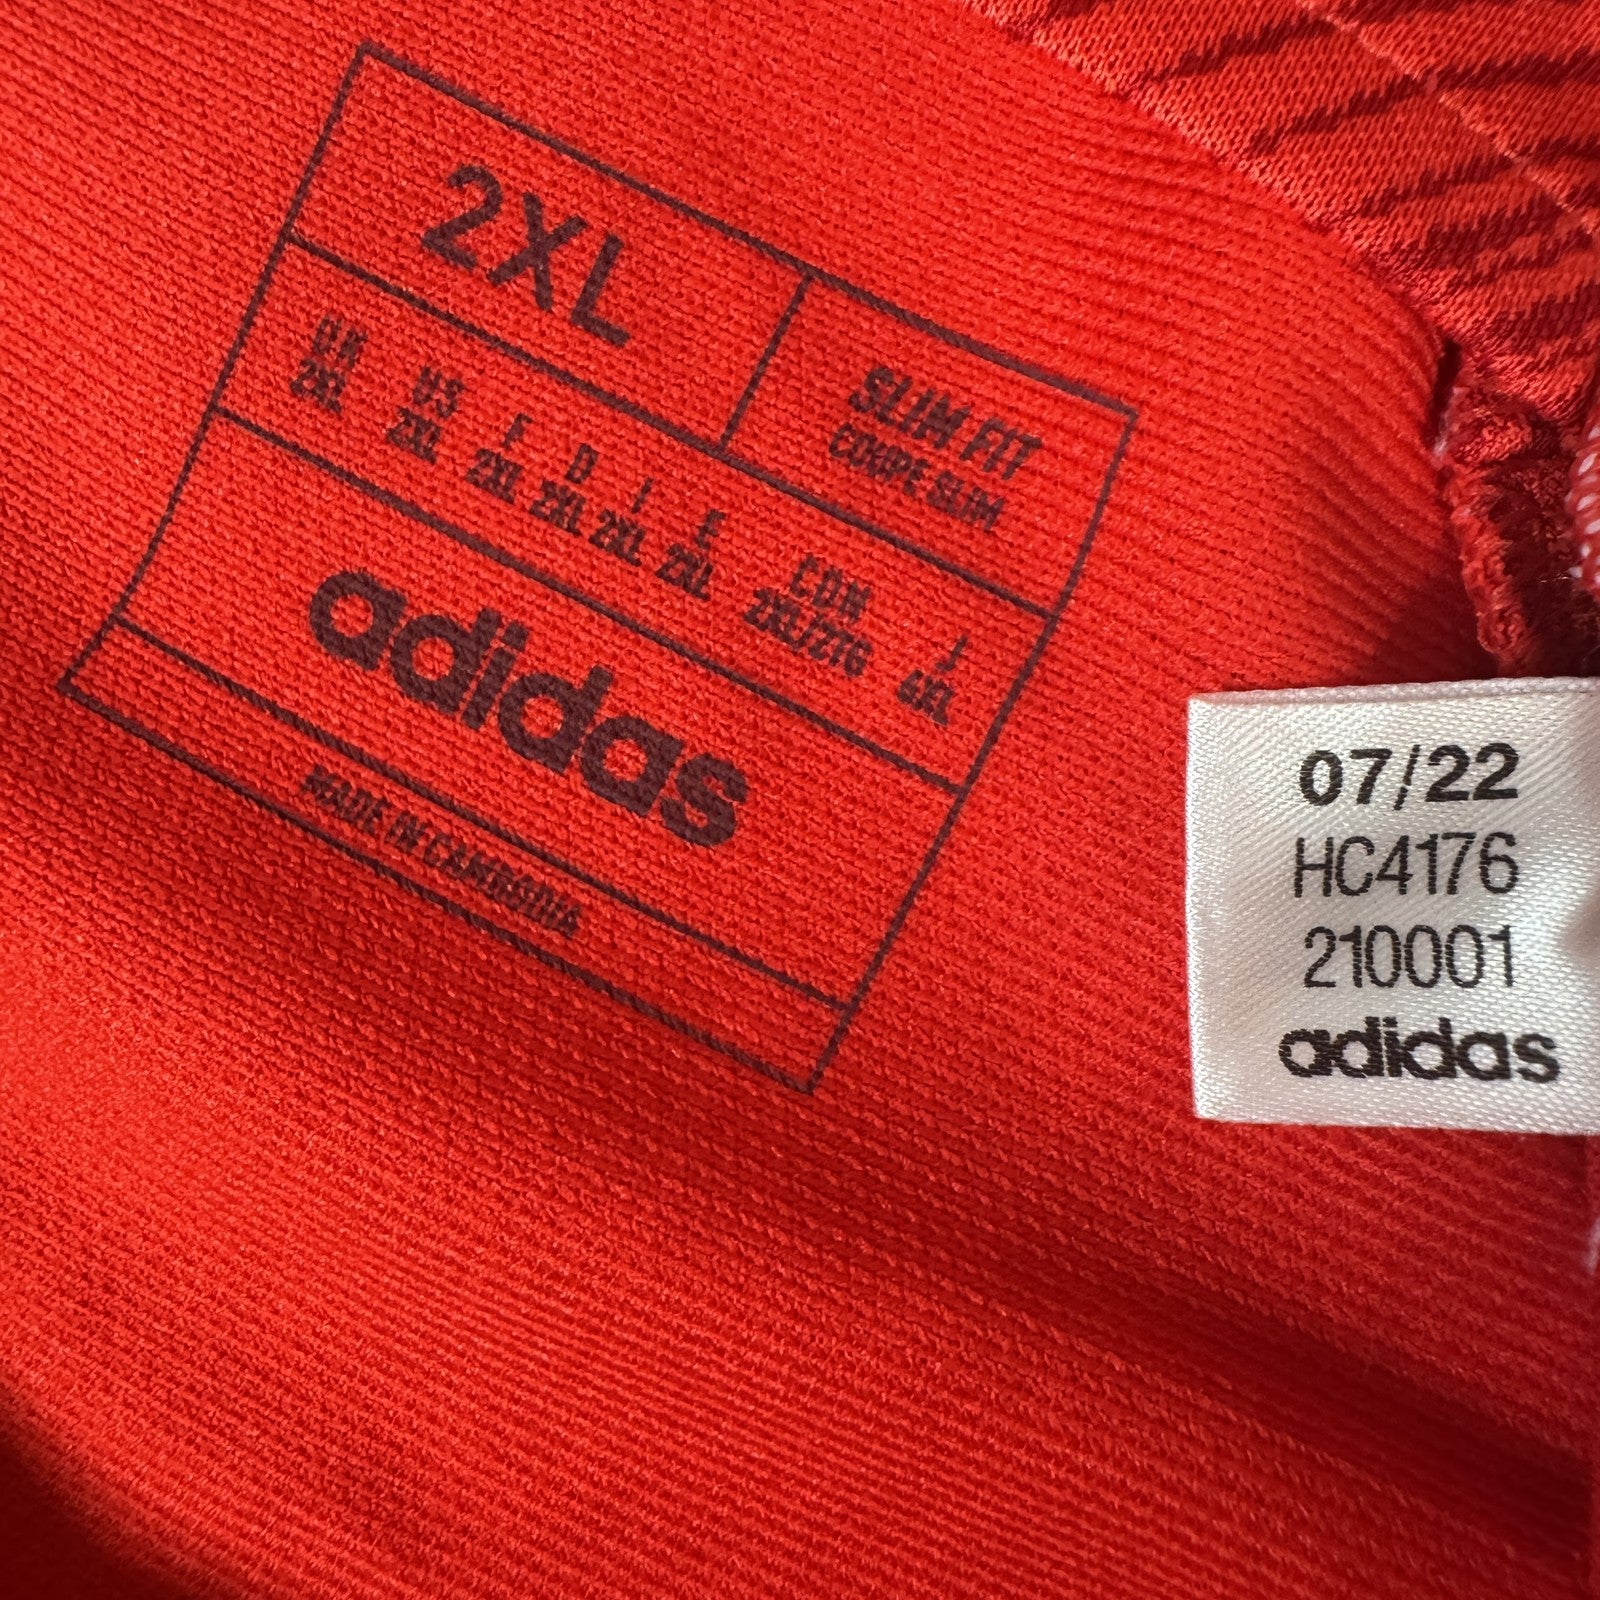 2XL
SLIM FIT
COUPE SLIM
UK US F D I E CDN J
2XL 2XL 2XL 2XL 2XL 2XL 2XL/2TG 4XL
adidas
MADE IN CAMBODIA
07/22
HC4176
210001
adidas